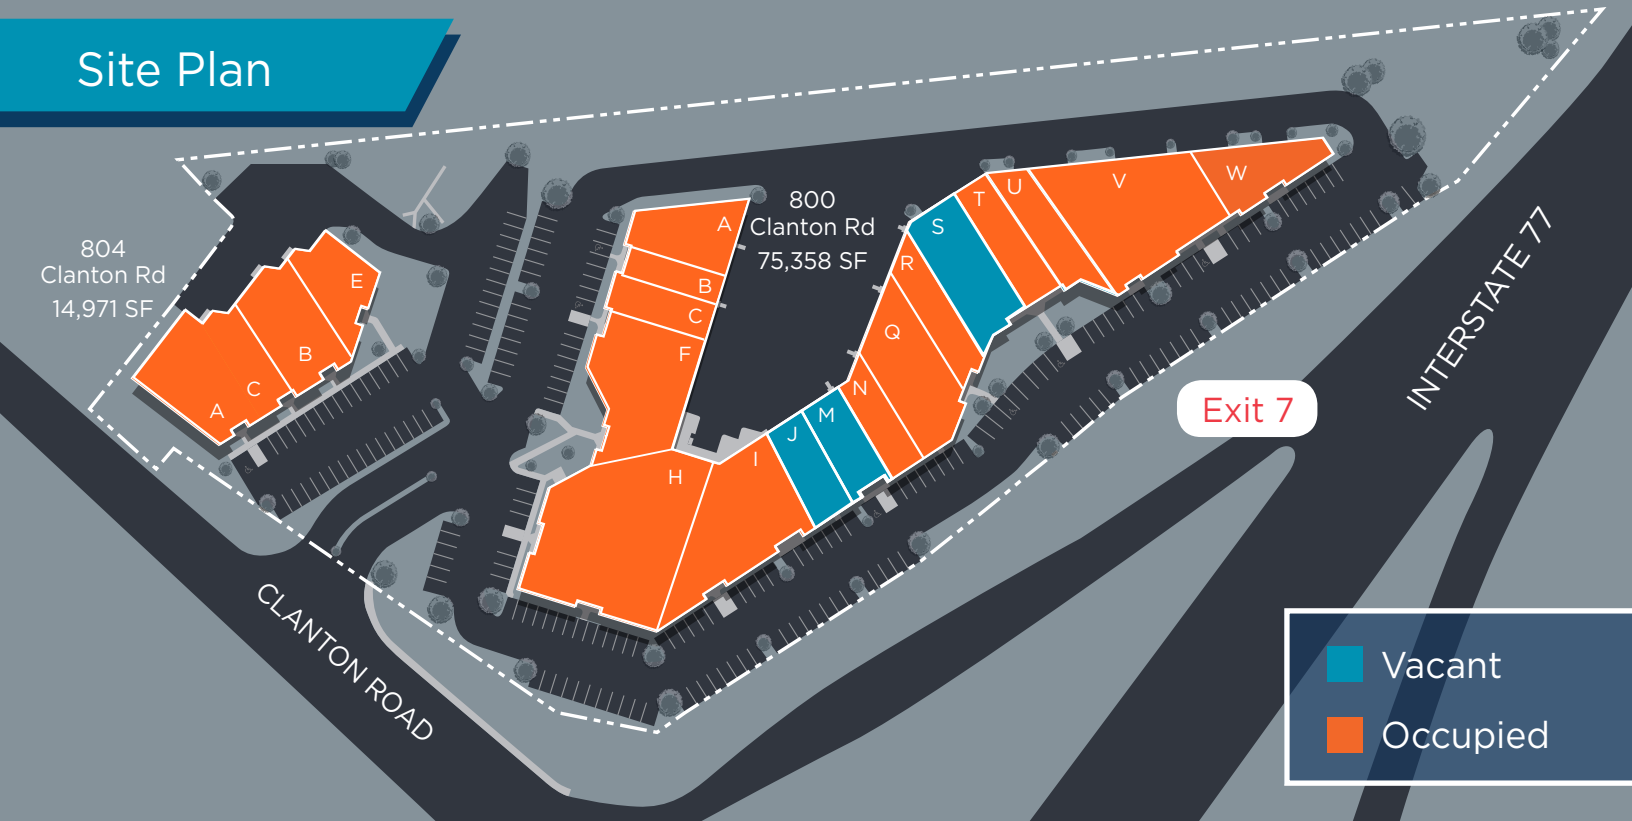 Site Plan
804
Clanton Rd
14,971 SF
E
B
C
A
800
Clanton Rd
75,358 SF
A
B
C
F
H
I
J
M
N
Q
R
S
T
U
V
W
INTERSTATE 77
Exit 7
CLANTON ROAD
Vacant
Occupied